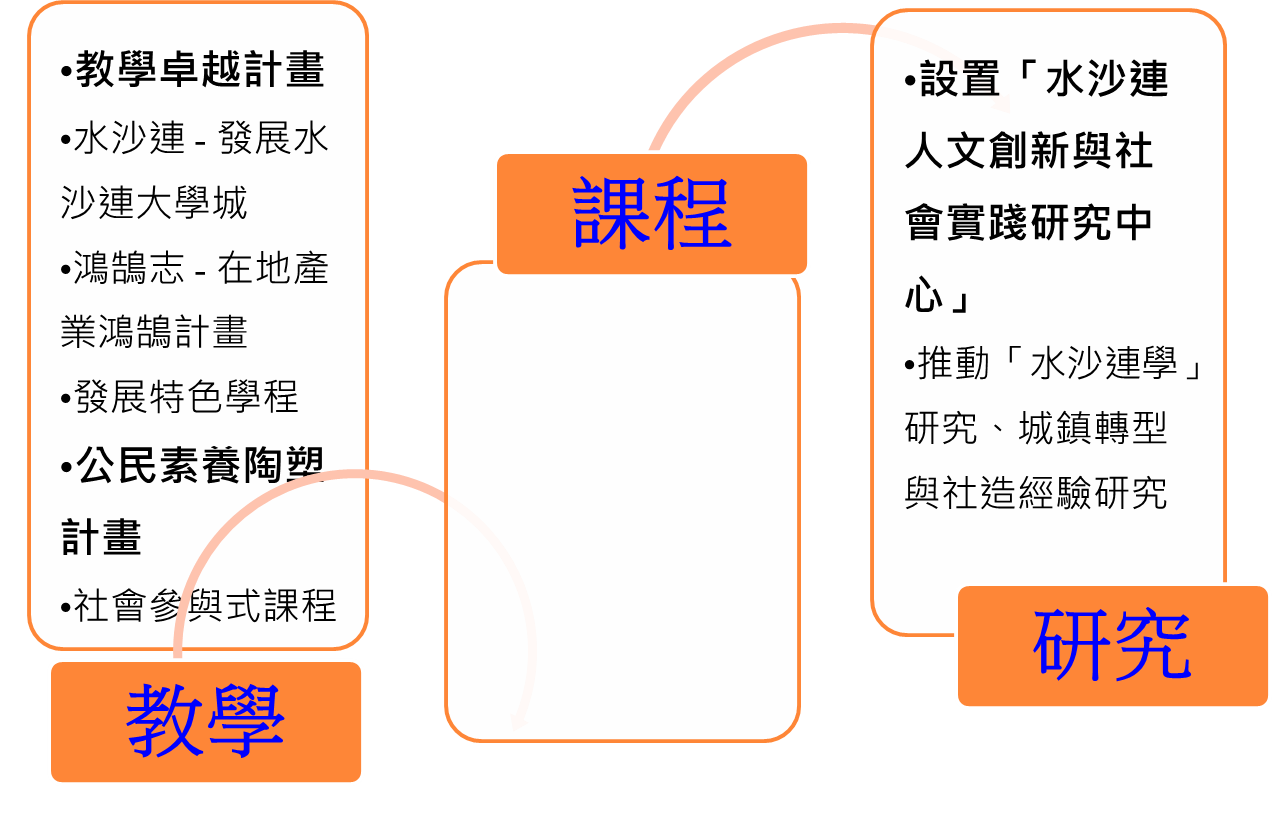 •教學卓越計畫
•水沙連 - 發展水
沙連大學城
•鴻鵠志 - 在地產
業鴻鵠計畫
•發展特色學程
•公民素養陶塑
計畫
•社會參與式課程
教學
課程
•設置「水沙連
人文創新與社
會實踐研究中
心」
•推動「水沙連學」
研究、城鎮轉型
與社造經驗研究
研究